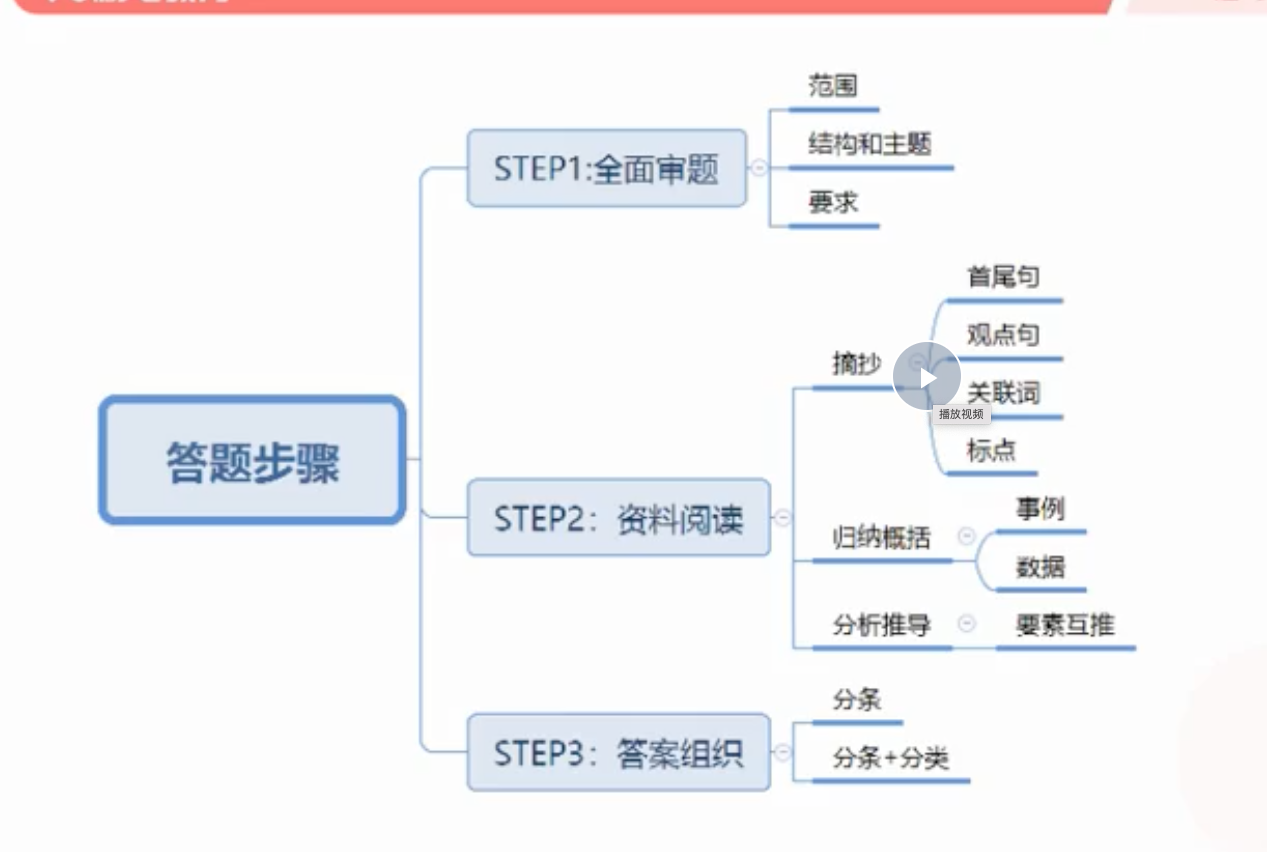 答题步骤
STEP1:全面审题
范围
结构和主题
要求
STEP2：资料阅读
摘抄
首尾句
观点句
关联词
标点
播放视频
归纳概括
事例
数据
分析推导
要素互推
STEP3：答案组织
分条
分条+分类